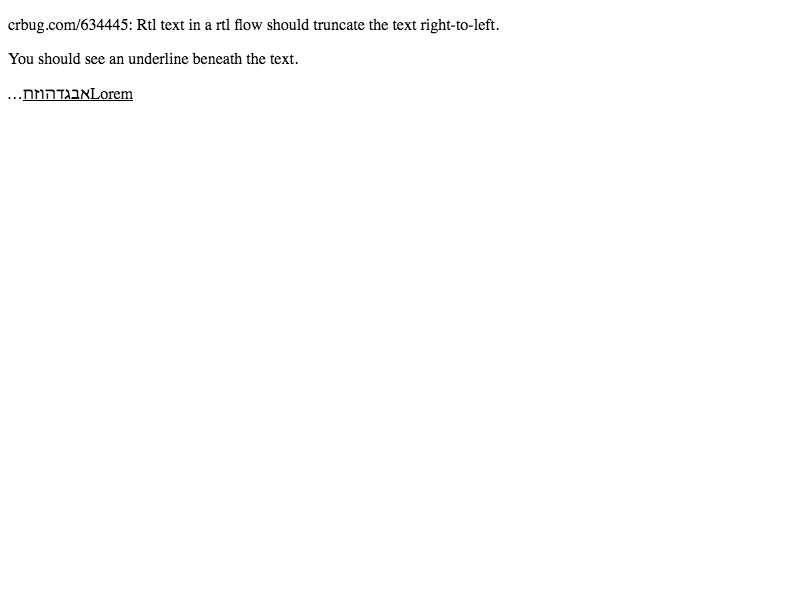 crbug.com/634445: Rtl text in a rtl flow should truncate the text right-to-left.
You should see an underline beneath the text.
Loremאבגדהוזח…